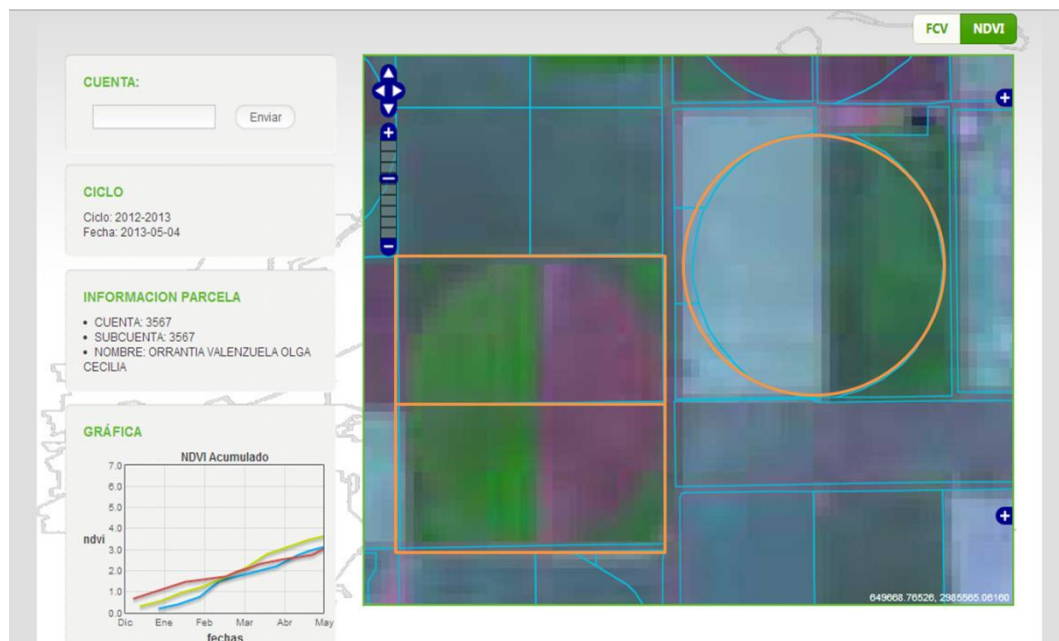 FCV NDVI
CUENTA:
Enviar
CICLO
Ciclo: 2012-2013
Fecha: 2013-05-04
INFORMACION PARCELA
• CUENTA: 3567
• SUBCUENTA: 3567
• NOMBRE: ORRANTIA VALENZUELA OLGA
CECILIA
GRÁFICA
NDVI Acumulado
7.0
6.0
5.0
4.0
ndvi
3.0
2.0
1.0
0.0
Dic Ene Feb Mar Abr May
fechas
649668.76526, 2985565.06160